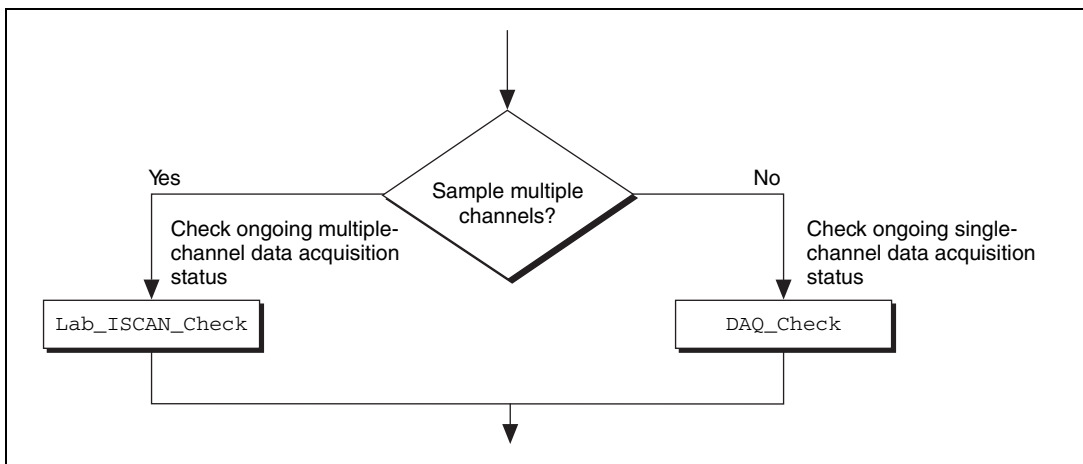 Yes
No
Sample multiple
channels?
Check ongoing multiple-
channel data acquisition
status
Check ongoing single-
channel data acquisition
status
Lab_ISCAN_Check
DAQ_Check